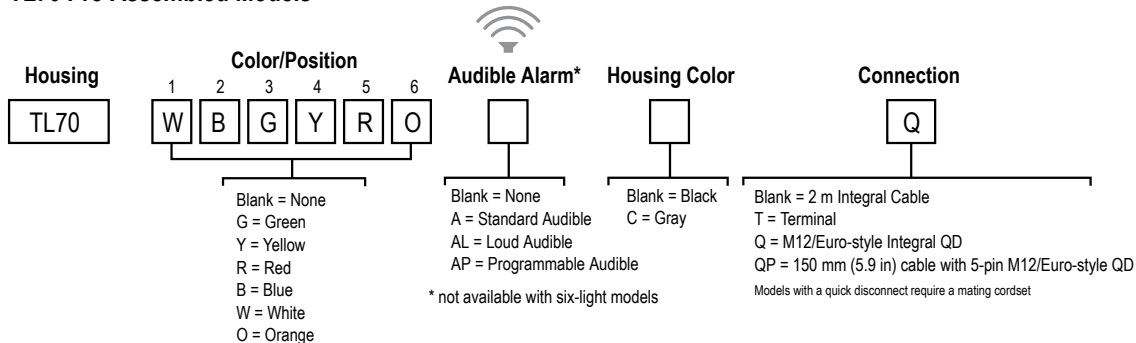 Housing
Color/Position
Audible Alarm*
Housing Color
Connection
1 2 3 4 5 6
TL70 W B G Y R O Q
Blank = None
G = Green
Y = Yellow
R = Red
B = Blue
W = White
O = Orange
Blank = None
A = Standard Audible
AL = Loud Audible
AP = Programmable Audible
* not available with six-light models
Blank = Black
C = Gray
Blank = 2 m Integral Cable
T = Terminal
Q = M12/Euro-style Integral QD
QP = 150 mm (5.9 in) cable with 5-pin M12/Euro-style QD
Models with a quick disconnect require a mating cordset